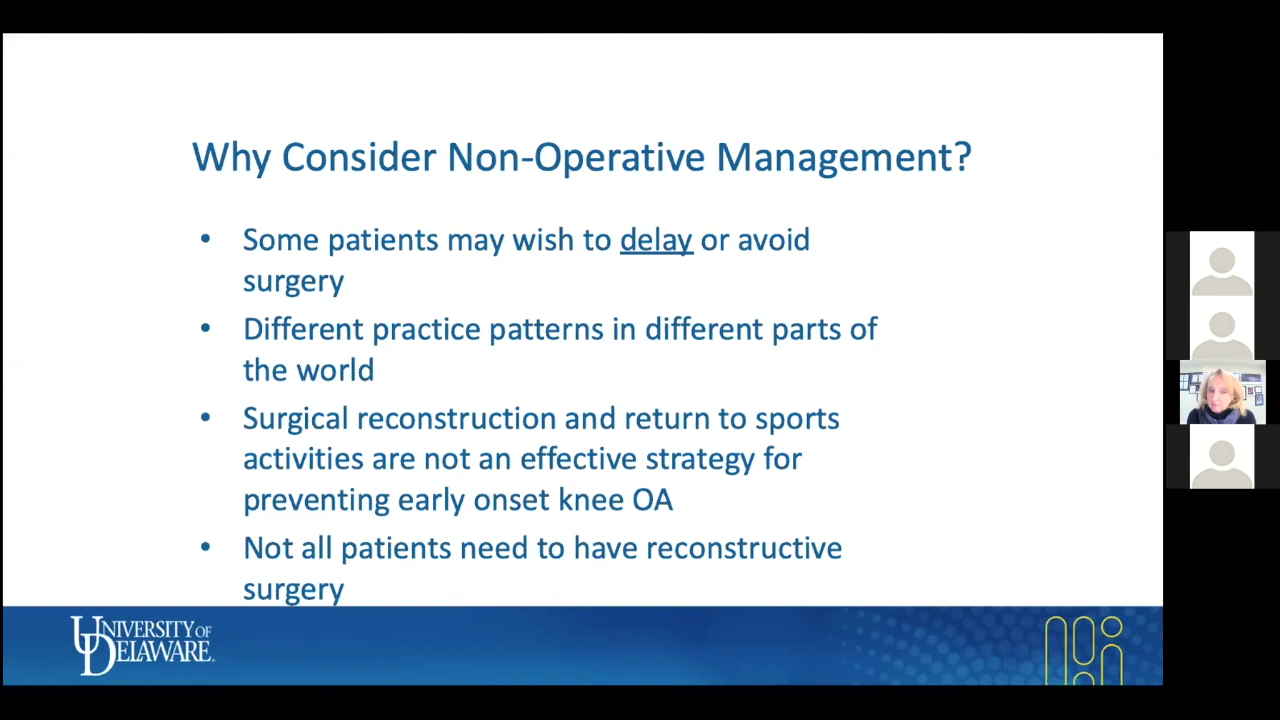 Why Consider Non-Operative Management?
• Some patients may wish to delay or avoid
surgery
• Different practice patterns in different parts of
the world
• Surgical reconstruction and return to sports
activities are not an effective strategy for
preventing early onset knee OA
• Not all patients need to have reconstructive
surgery
UNIVERSITY OF
DELAWARE